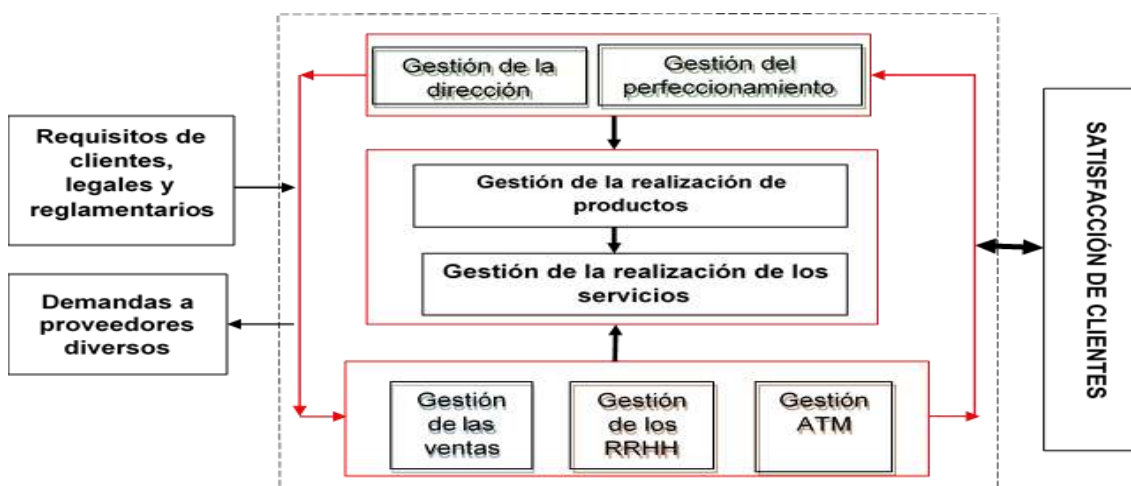 Gestión de la
dirección
Gestión del
perfeccionamiento
Requisitos de
clientes,
legales y
reglamentarios
Gestión de la realización de
productos
Gestión de la realización de los
servicios
Demandas a
proveedores
diversos
Gestión
de las
ventas
Gestión
de los
RRHH
Gestión
ATM
SATISFACCIÓN DE CLIENTES